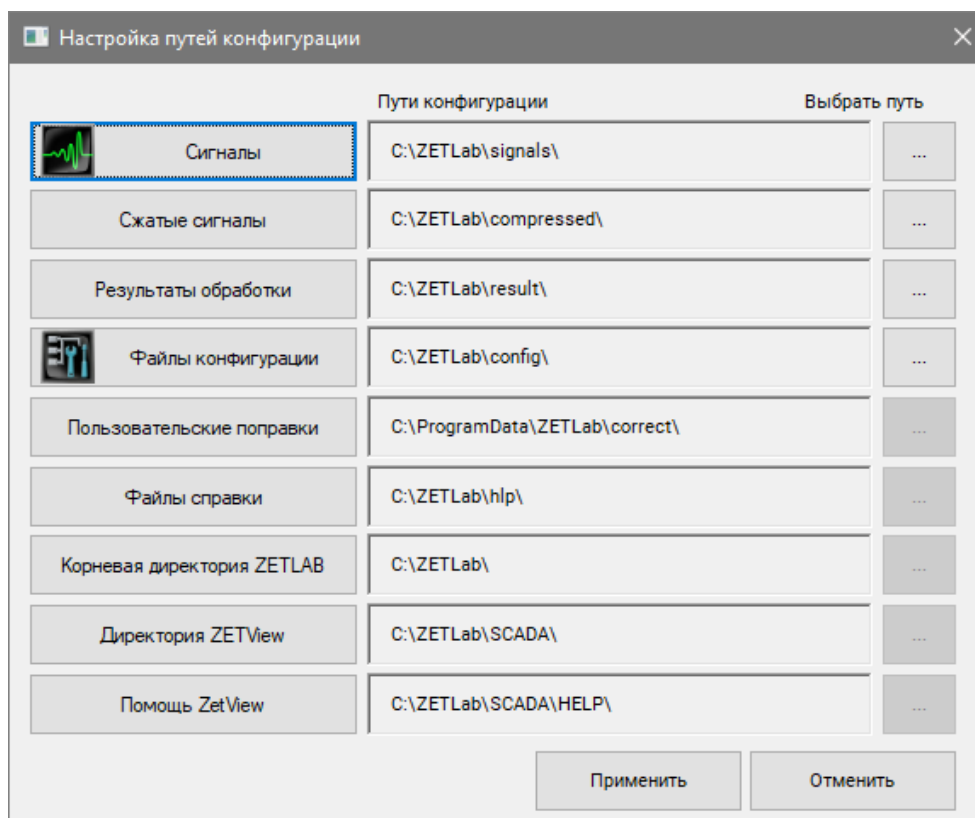 Настройка путей конфигурации
Пути конфигурации Выбрать путь
Сигналы C:\ZETLab\signals\ ...
Сжатые сигналы C:\ZETLab\compressed\ ...
Результаты обработки C:\ZETLab\result\ ...
Файлы конфигурации C:\ZETLab\config\ ...
Пользовательские поправки C:\ProgramData\ZETLab\correct\ ...
Файлы справки C:\ZETLab\hlp\ ...
Корневая директория ZETLAB C:\ZETLab\ ...
Директория ZETView C:\ZETLab\SCADA\ ...
Помощь ZetView C:\ZETLab\SCADA\HELP\ ...
Применить Отменить